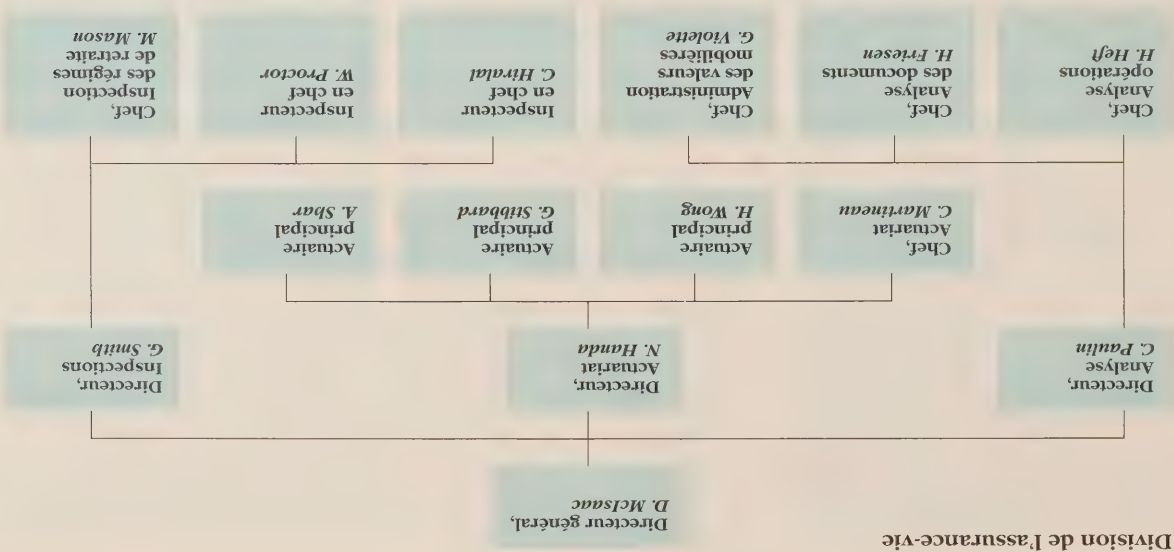 Division de l'assurance-vie
Directeur général,
D. McIsaac
Directeur,
Analyse
C. Paulin
Directeur,
Actuariat
N. Handa
Directeur,
Inspections
G. Smith
Chef,
Actuariat
C. Martineau
Actuaire
principal
H. Wong
Actuaire
principal
G. Stibbard
Actuaire
principal
A. Sbar
Chef,
Analyse
opérations
H. Heft
Chef,
Analyse
des documents
H. Friesen
Chef,
Administration
des valeurs
mobilières
G. Violette
Inspecteur
en chef
C. Hiralal
Inspecteur
en chef
W. Proctor
Chef,
Inspection
des régimes
de retraite
M. Mason